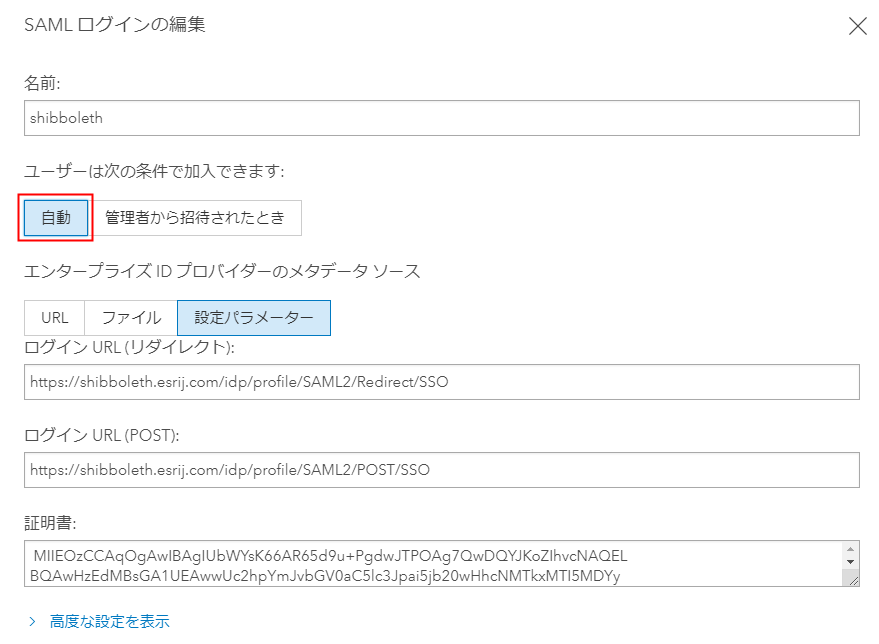 SAML ログインの編集
名前:
shibboleth
ユーザーは次の条件で加入できます:
自動 管理者から招待されたとき
エンタープライズ ID プロバイダーのメタデータ ソース
URL ファイル 設定パラメーター
ログイン URL (リダイレクト):
https://shibboleth.esrij.com/idp/profile/SAML2/Redirect/SSO
ログイン URL (POST):
https://shibboleth.esrij.com/idp/profile/SAML2/POST/SSO
証明書:
MIIEOzCCAqOgAwIBAgIUbWYsK66AR65d9u+PgdwJTPOAg7QwDQYJKoZIhvcNAQEL
BQAwHzEdMBsGA1UEAwwUc2hpYmJvbGV0aC5lc3Jpai5jb20wHhcNMTkxMTI5MDYy
高度な設定を表示